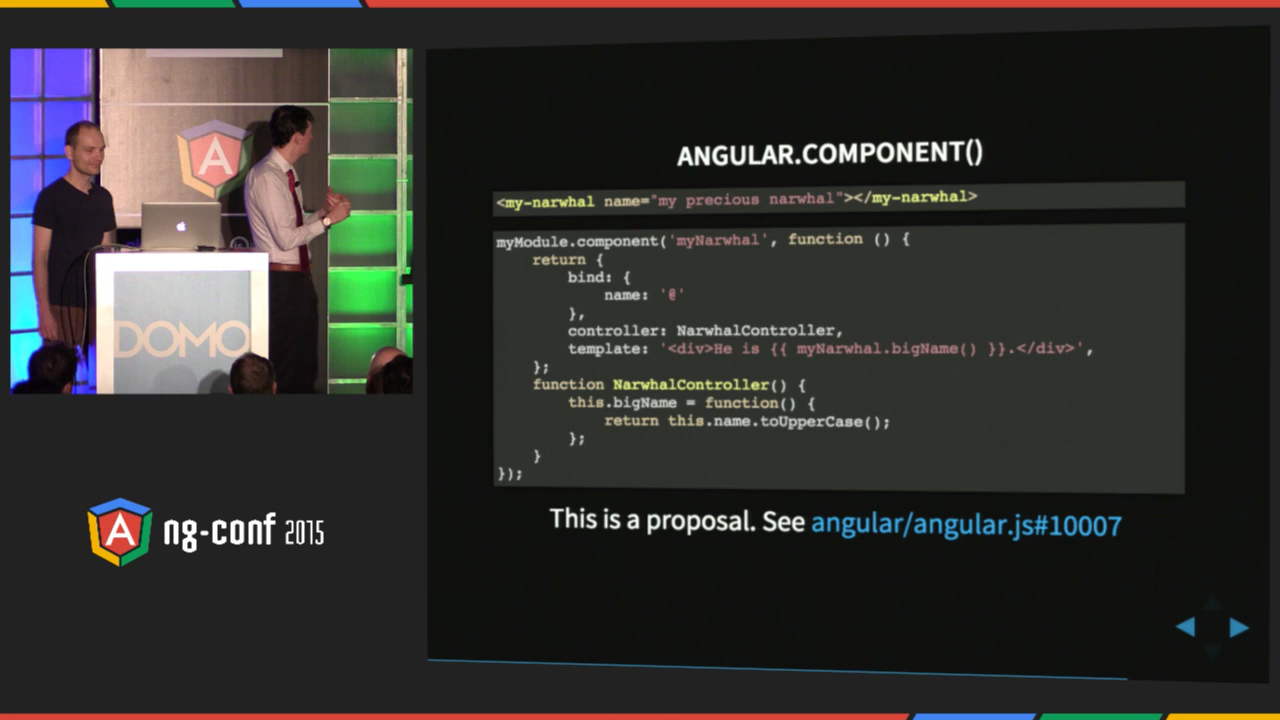 ANGULAR.COMPONENT()
<my-narwhal name="my precious narwhal"></my-narwhal>
myModule.component('myNarwhal', function () {
    return {
        bind: {
            name: '@'
        },
        controller: NarwhalController,
        template: '<div>He is {{ myNarwhal.bigName() }}.</div>',
    };
    function NarwhalController() {
        this.bigName = function() {
            return this.name.toUpperCase();
        };
    }
});
This is a proposal. See angular/angular.js#10007
A
DOMO
A ng-conf 2015